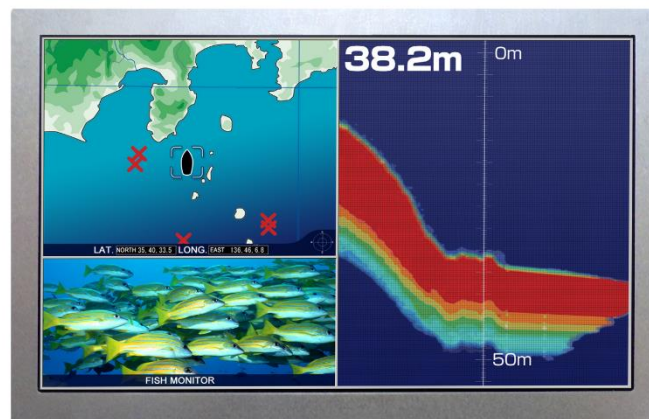 LAT. NORTH 35, 40, 33.5 LONG. EAST 136, 46, 6.8
FISH MONITOR
38.2m
0m
50m